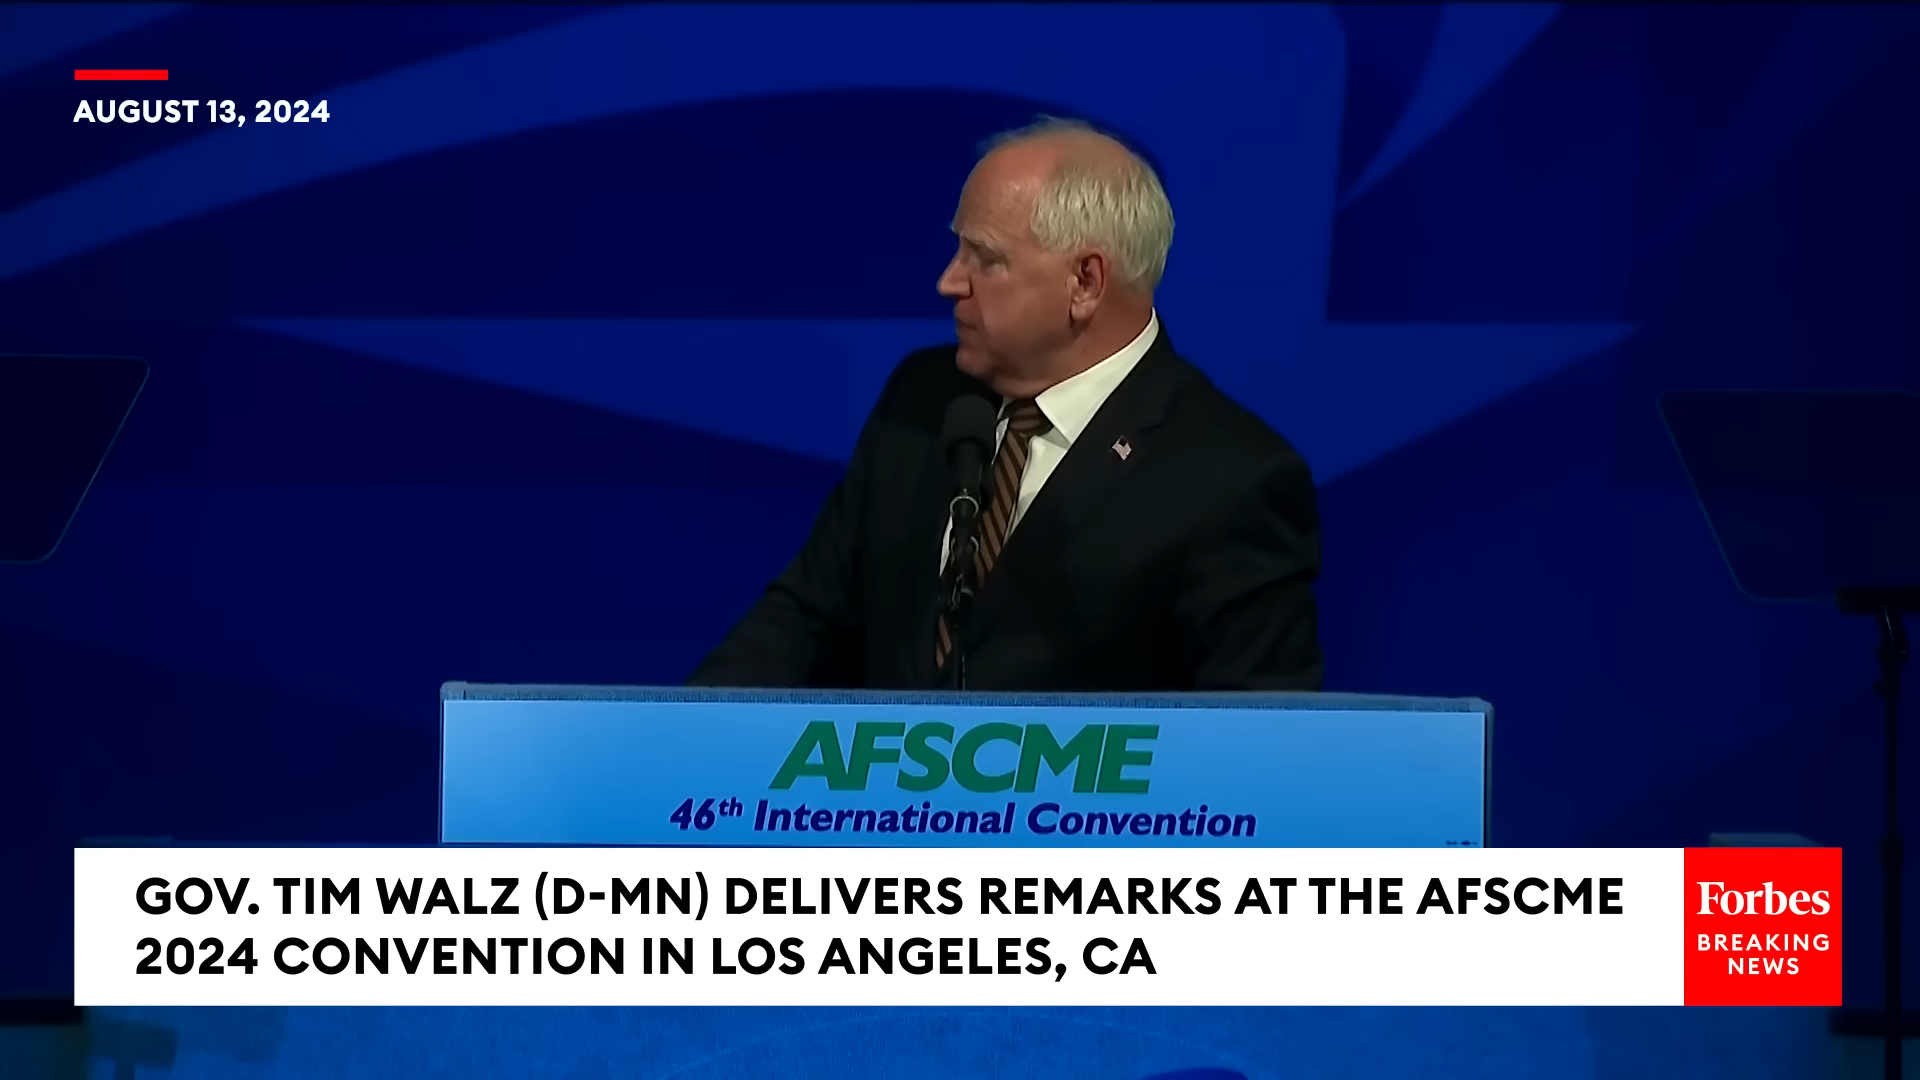 AUGUST 13, 2024
AFSCME
46th International Convention
GOV. TIM WALZ (D-MN) DELIVERS REMARKS AT THE AFSCME
2024 CONVENTION IN LOS ANGELES, CA
Forbes
BREAKING
NEWS